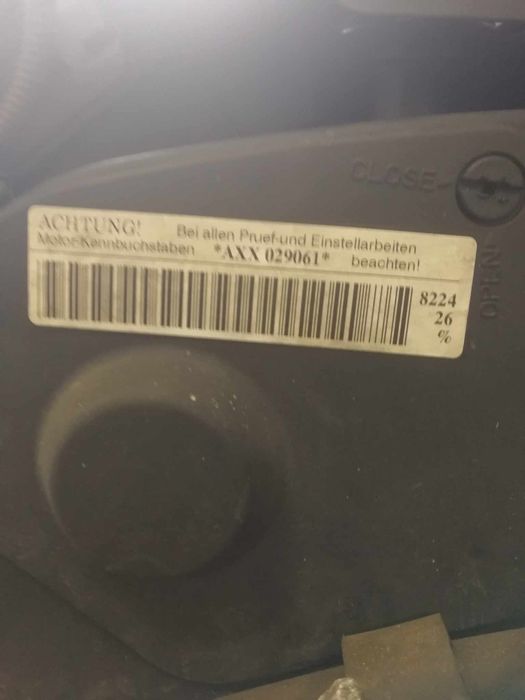 CLOSE
ACHTUNG! Bei allen Pruef-und Einstellarbeiten
Motor-Kennbuchstaben *AXX 029061* beachten!
8224
26
%
OPEN